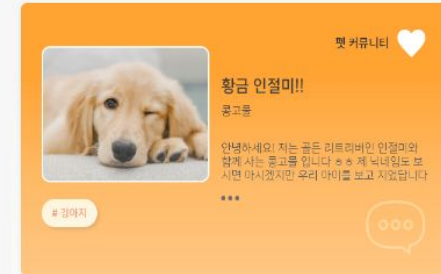 펫 커뮤니티
황금 인절미!!
콩고물
안녕하세요! 저는 골든 리트리버인 인절미와
함께 사는 콩고물 입니다 ㅎㅎ 제 닉네임도 보
시면 아시겠지만 우리 아이를 보고 지었답니다
# 강아지